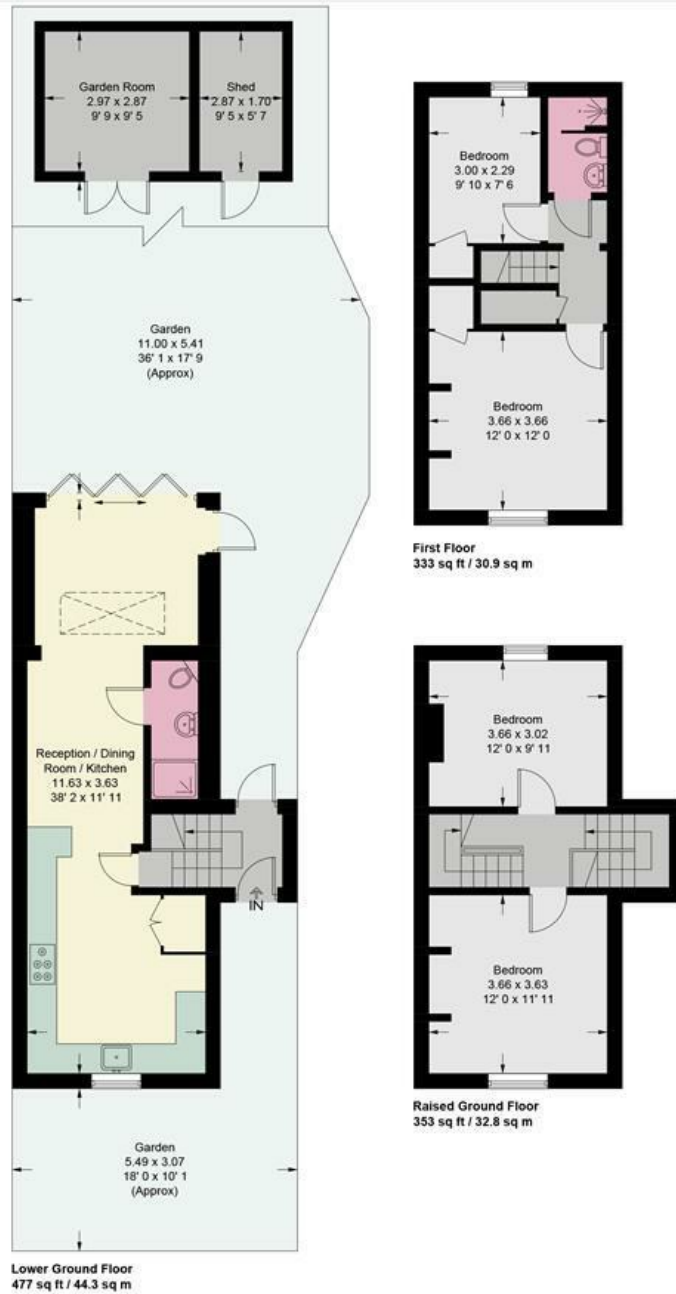 Garden Room
2.97 x 2.87
9' 9 x 9' 5
Shed
2.87 x 1.70
9' 5 x 5' 7
Garden
11.00 x 5.41
36' 1 x 17' 9
(Approx)
Reception / Dining
Room / Kitchen
11.63 x 3.63
38' 2 x 11' 11
IN
Garden
5.49 x 3.07
18' 0 x 10' 1
(Approx)
Lower Ground Floor
477 sq ft / 44.3 sq m
Bedroom
3.00 x 2.29
9' 10 x 7' 6
Bedroom
3.66 x 3.66
12' 0 x 12' 0
First Floor
333 sq ft / 30.9 sq m
Bedroom
3.66 x 3.02
12' 0 x 9' 11
Bedroom
3.66 x 3.63
12' 0 x 11' 11
Raised Ground Floor
353 sq ft / 32.8 sq m